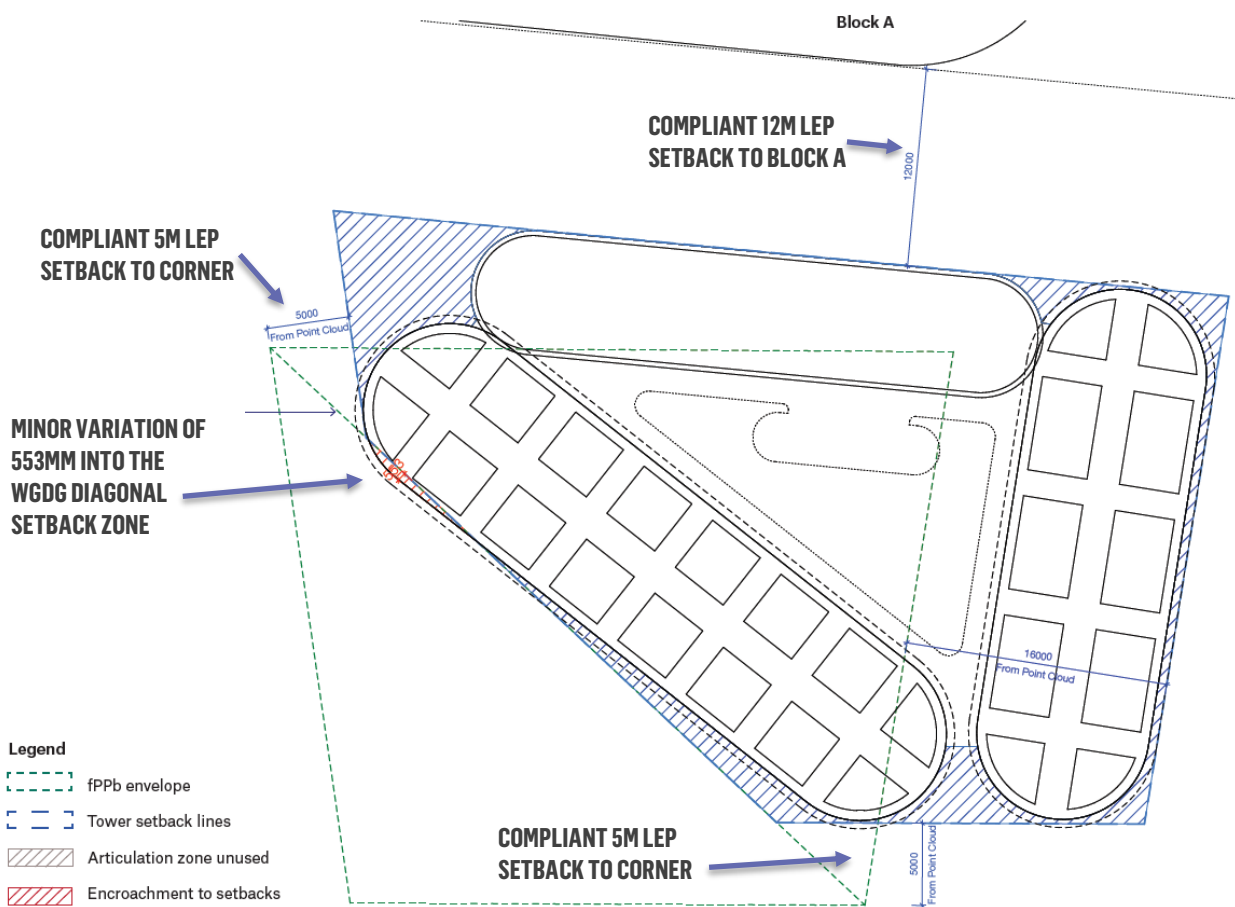 Block A
COMPLIANT 12M LEP
SETBACK TO BLOCK A
12000
COMPLIANT 5M LEP
SETBACK TO CORNER
5000
From Point Cloud
MINOR VARIATION OF
553MM INTO THE
WGDG DIAGONAL
SETBACK ZONE
16000
From Point Cloud
COMPLIANT 5M LEP
SETBACK TO CORNER
5000
From Point Cloud
Legend
fPPb envelope
Tower setback lines
Articulation zone unused
Encroachment to setbacks